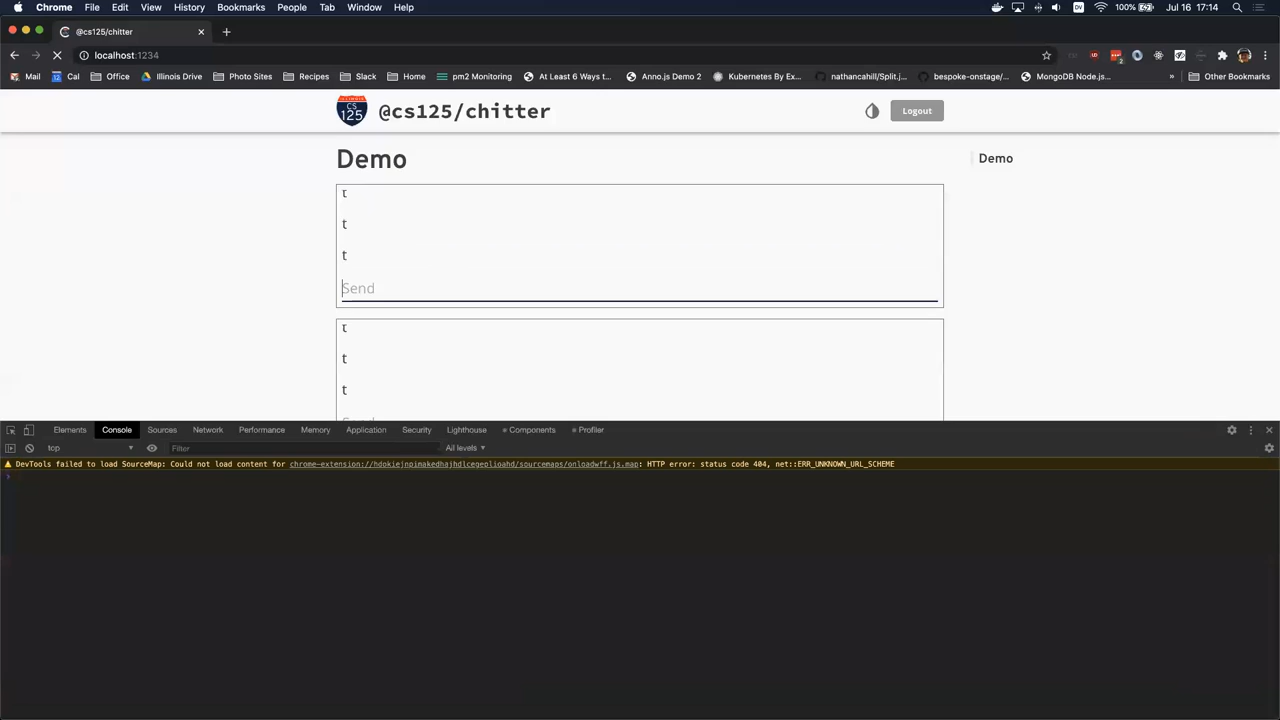 Chrome File Edit View History Bookmarks People Tab Window Help DV 100% Jul 16 17:14
@cs125/chitter
localhost:1234
Mail Cal Office Illinois Drive Photo Sites Recipes Slack Home pm2 Monitoring At Least 6 Ways t... Anno.js Demo 2 Kubernetes By Ex... nathancahill/Split.j... bespoke-onstage/... MongoDB Node.js... » Other Bookmarks
CS 125 @cs125/chitter Logout
Demo Demo
t
t
t
Send
t
t
t
Elements Console Sources Network Performance Memory Application Security Lighthouse Components Profiler
top Filter All levels
DevTools failed to load SourceMap: Could not load content for chrome-extension://hdokiejnpimakedhajhdlcegeplioahd/sourcemaps/onloadwff.js.map: HTTP error: status code 404, net::ERR_UNKNOWN_URL_SCHEME